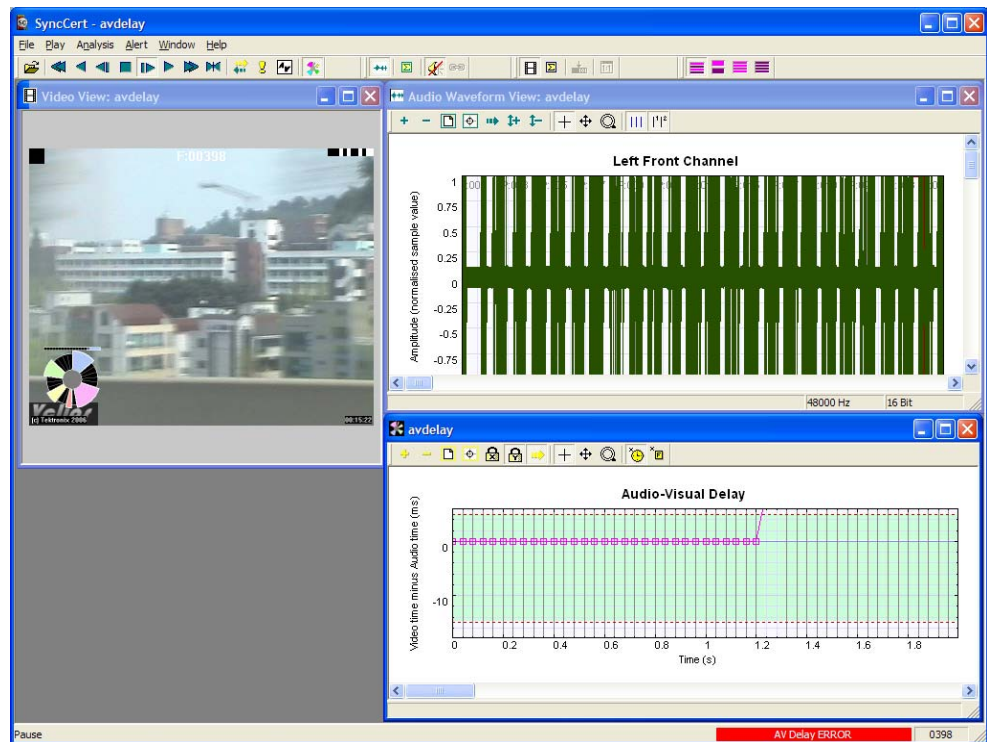 SyncCert - avdelay
File Play Analysis Alert Window Help
Video View: avdelay
F:00398
(c) Tektronix 2006
00:15:22
Audio Waveform View: avdelay
Left Front Channel
Amplitude (normalised sample value)
1
0.75
0.5
0.25
0
-0.25
-0.5
-0.75
48000 Hz 16 Bit
avdelay
Audio-Visual Delay
Video time minus Audio time (ms)
0
-10
0 0.2 0.4 0.6 0.8 1 1.2 1.4 1.6 1.8
Time (s)
Pause AV Delay ERROR 0398